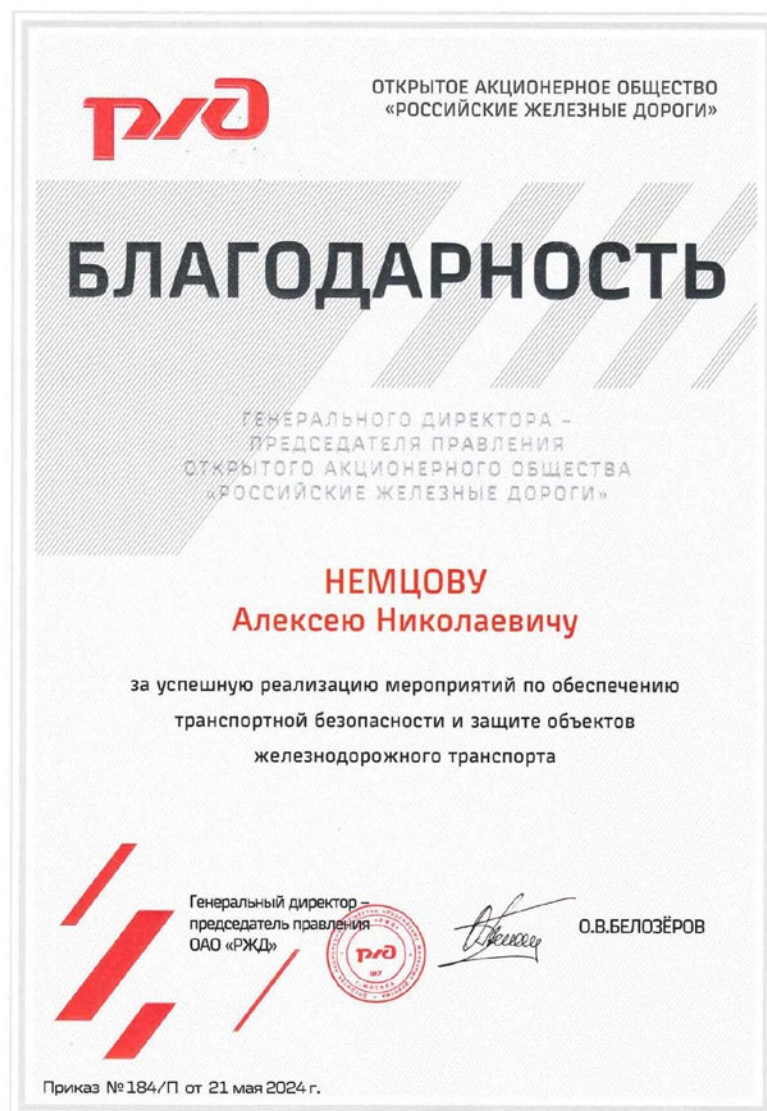 ржд
ОТКРЫТОЕ АКЦИОНЕРНОЕ ОБЩЕСТВО
«РОССИЙСКИЕ ЖЕЛЕЗНЫЕ ДОРОГИ»
БЛАГОДАРНОСТЬ
ГЕНЕРАЛЬНОГО ДИРЕКТОРА –
ПРЕДСЕДАТЕЛЯ ПРАВЛЕНИЯ
ОТКРЫТОГО АКЦИОНЕРНОГО ОБЩЕСТВА
«РОССИЙСКИЕ ЖЕЛЕЗНЫЕ ДОРОГИ»
НЕМЦОВУ
Алексею Николаевичу
за успешную реализацию мероприятий по обеспечению
транспортной безопасности и защите объектов
железнодорожного транспорта
Генеральный директор –
председатель правления
ОАО «РЖД»
ржд
О.В.БЕЛОЗЁРОВ
Приказ №184/П от 21 мая 2024 г.